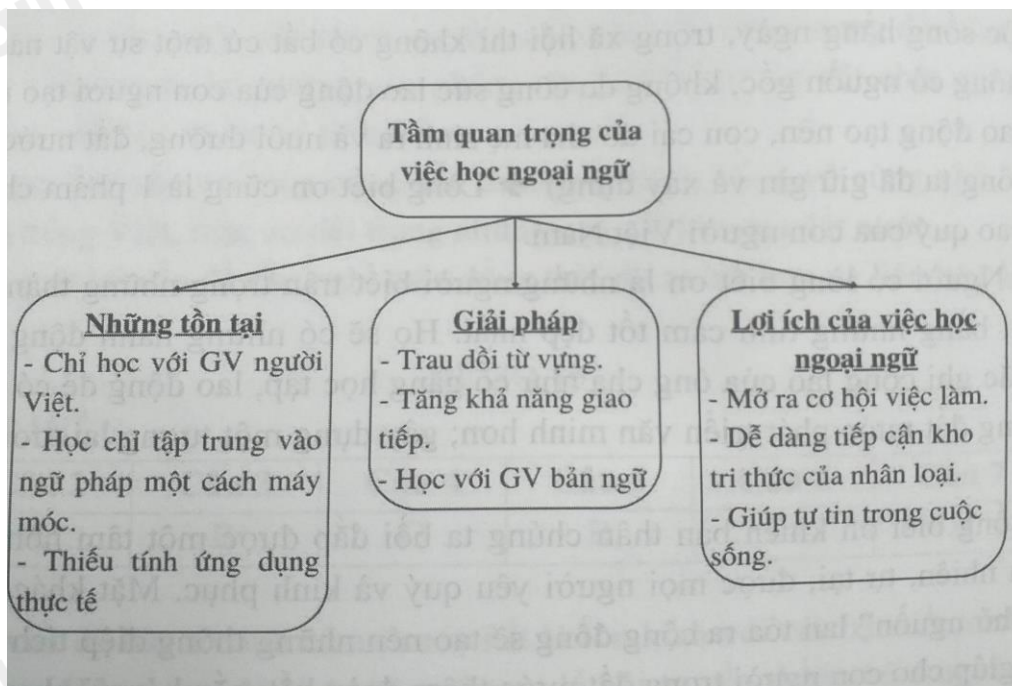 Tầm quan trọng của
việc học ngoại ngữ
Những tồn tại
- Chỉ học với GV người
Việt.
- Học chỉ tập trung vào
ngữ pháp một cách máy
móc.
- Thiếu tính ứng dụng
thực tế
Giải pháp
- Trau dồi từ vựng.
- Tăng khả năng giao
tiếp.
- Học với GV bản ngữ
Lợi ích của việc học
ngoại ngữ
- Mở ra cơ hội việc làm.
- Dễ dàng tiếp cận kho
tri thức của nhân loại.
- Giúp tự tin trong cuộc
sống.